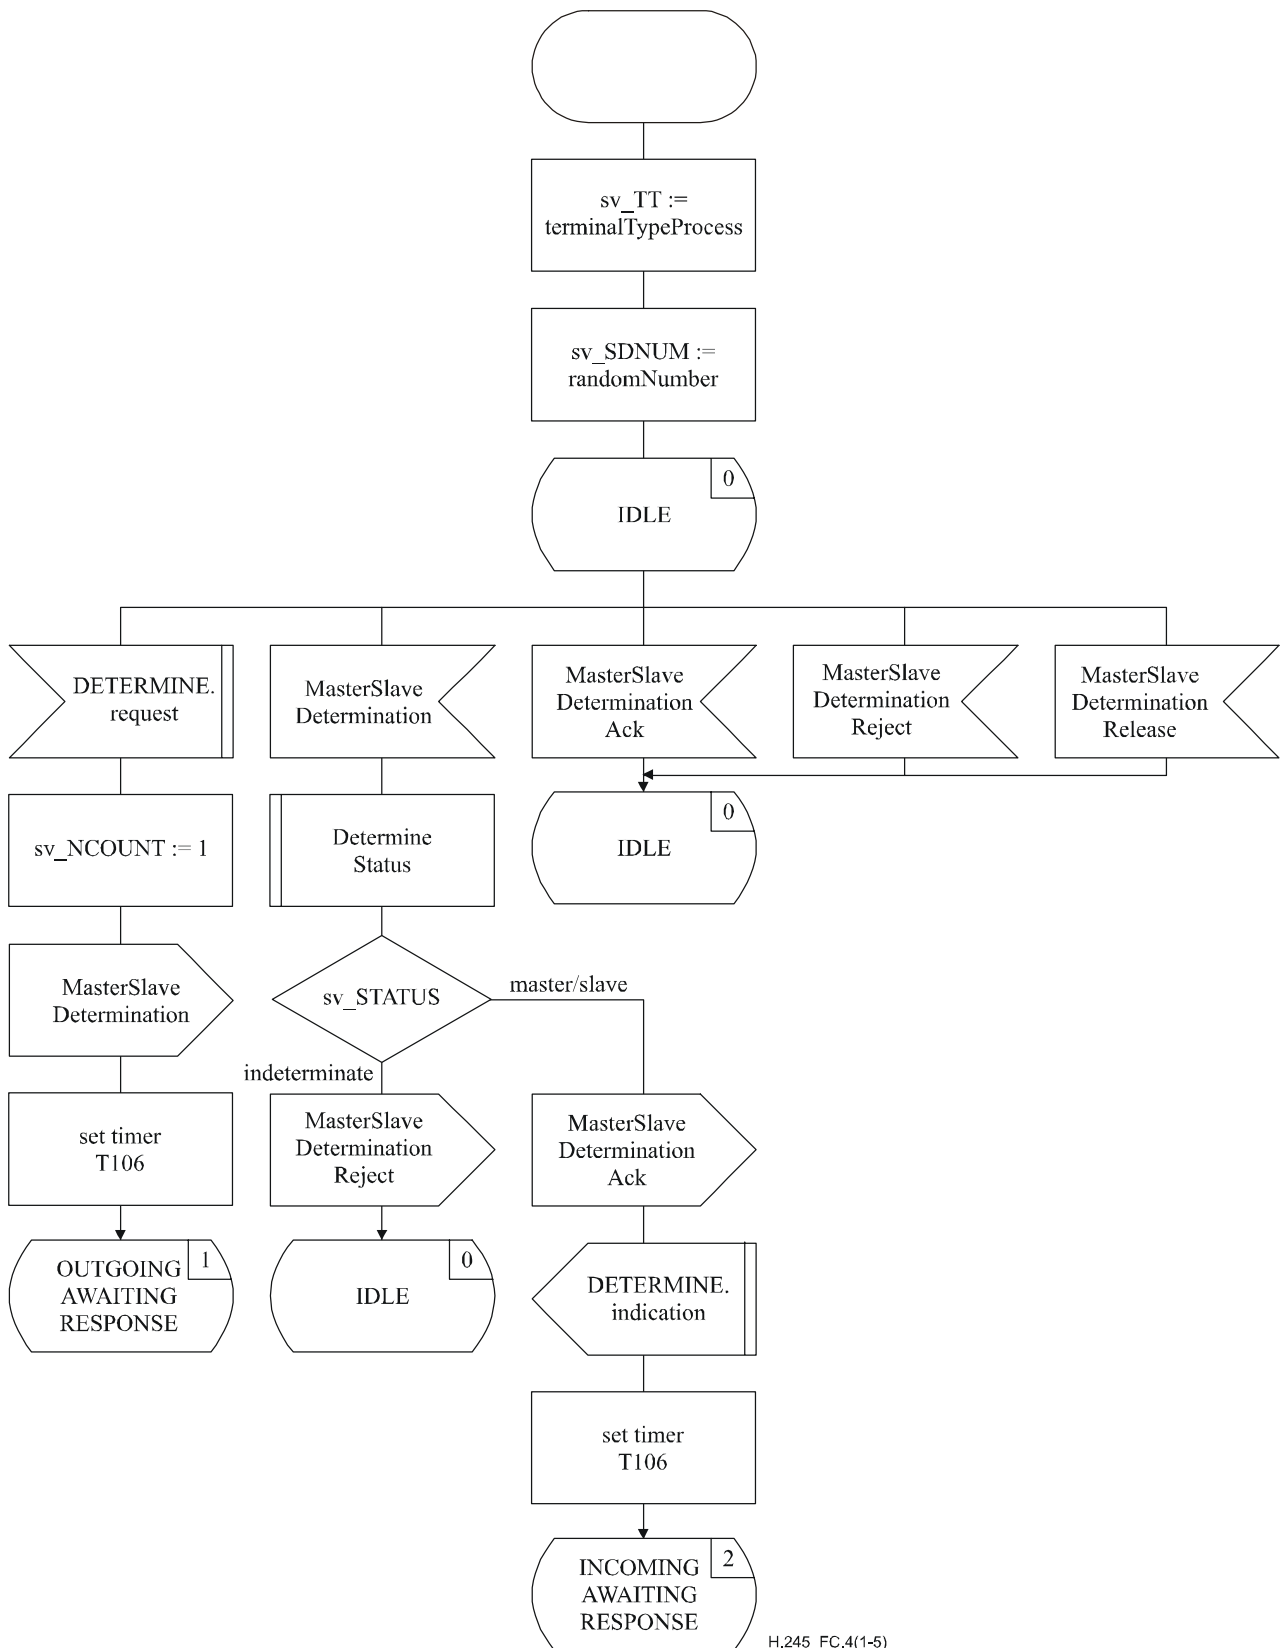 sv_TT :=
terminalTypeProcess
sv_SDNUM :=
randomNumber
0
IDLE
DETERMINE.
request
MasterSlave
Determination
MasterSlave
Determination
Ack
MasterSlave
Determination
Reject
MasterSlave
Determination
Release
sv_NCOUNT := 1
Determine
Status
0
IDLE
MasterSlave
Determination
sv_STATUS
master/slave
indeterminate
set timer
T106
MasterSlave
Determination
Reject
MasterSlave
Determination
Ack
1
OUTGOING
AWAITING
RESPONSE
0
IDLE
DETERMINE.
indication
set timer
T106
2
INCOMING
AWAITING
RESPONSE
H.245_FC.4(1-5)